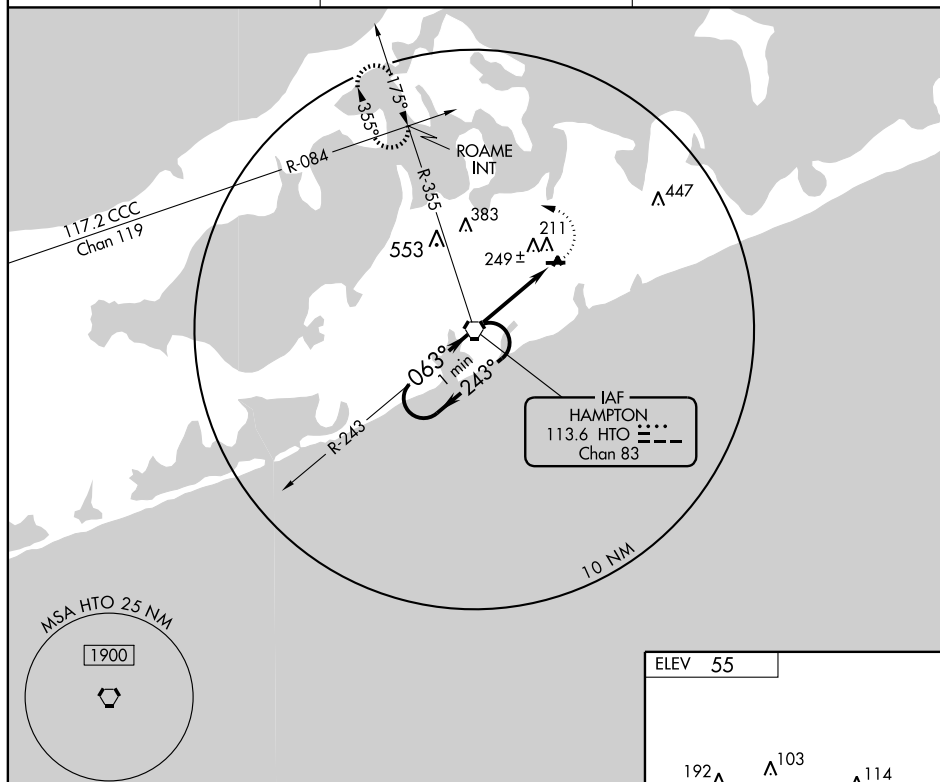 175°
355°
R-084
ROAME
INT
R-355
117.2 CCC
Chan 119
447
383
553
211
249 ±
063°
1 min
243°
R-243
IAF
HAMPTON
113.6 HTO
Chan 83
10 NM
MSA HTO 25 NM
1900
ELEV 55
192
103
114